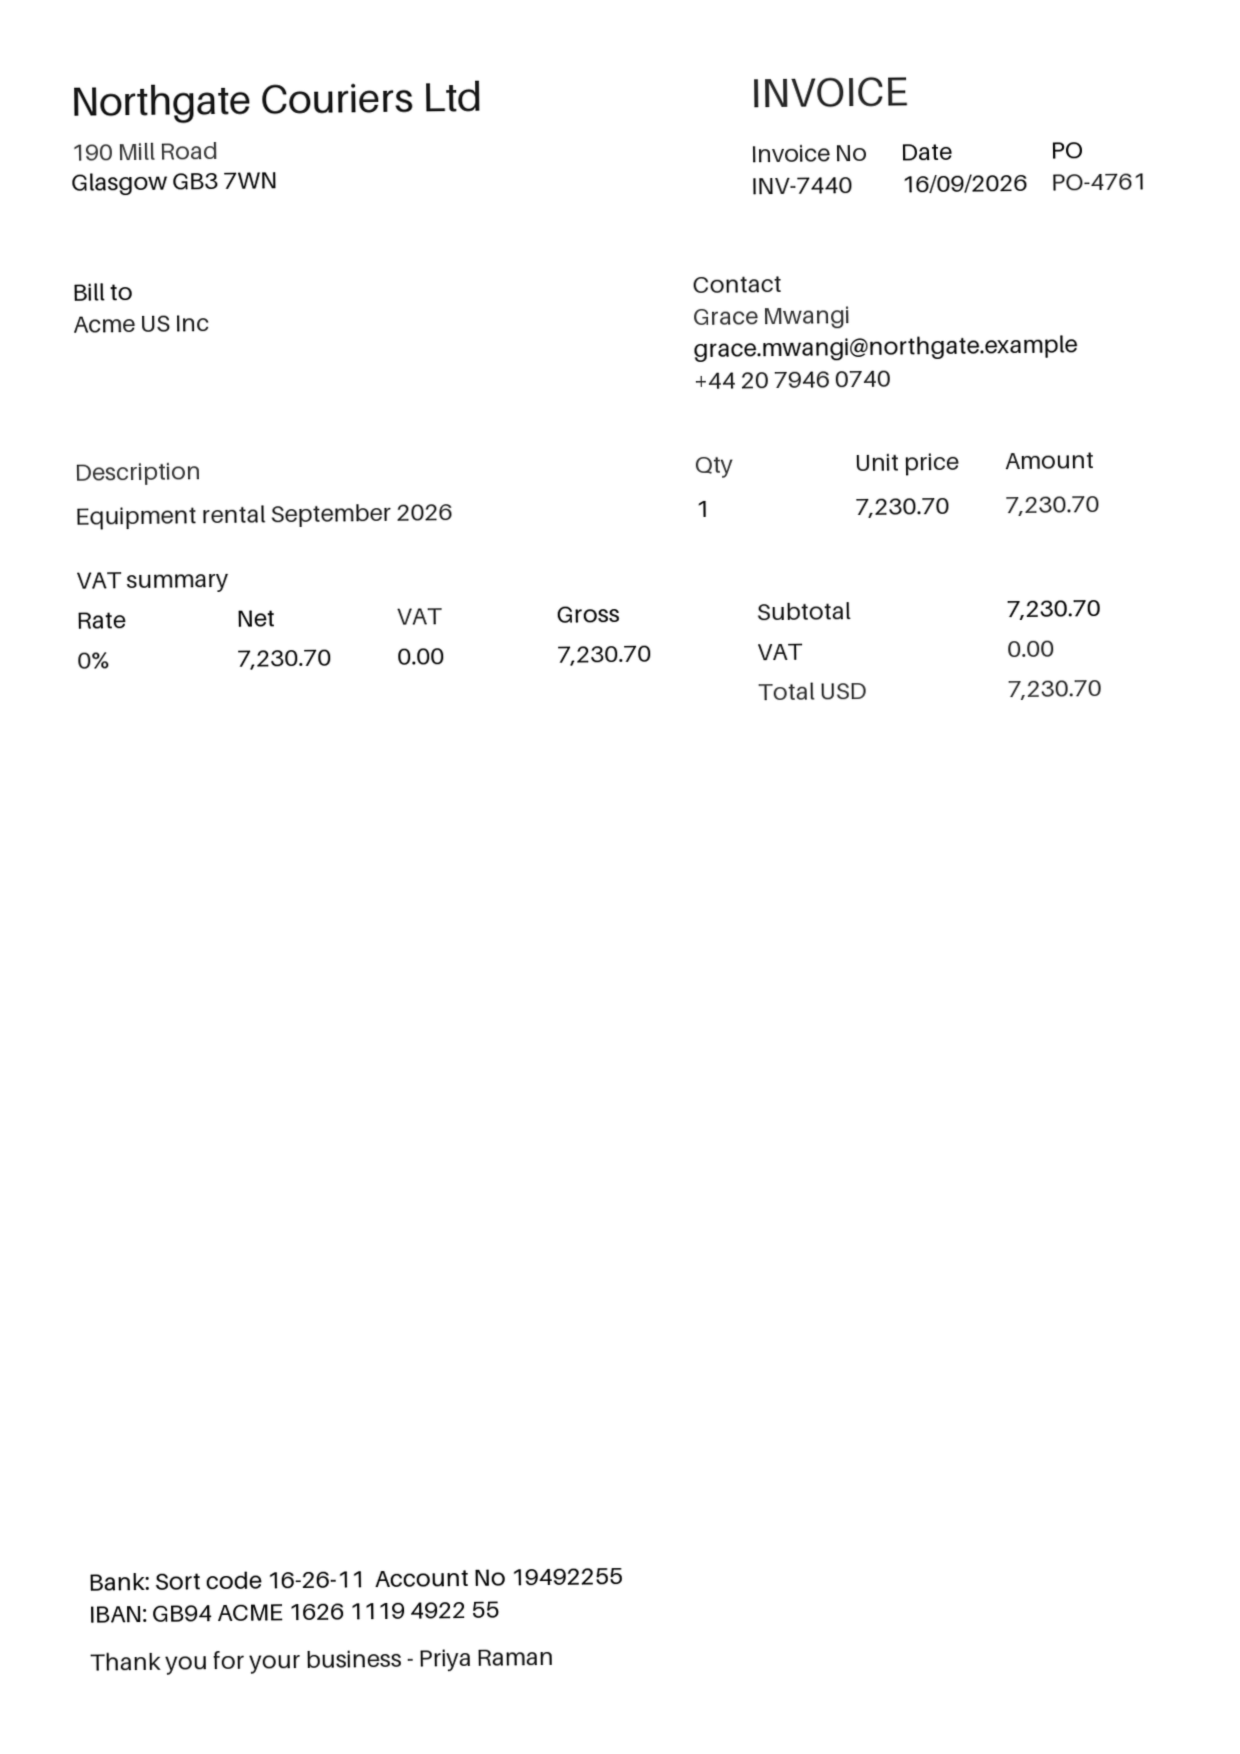 Northgate Couriers Ltd
190 Mill Road
Glasgow GB3 7WN
INVOICE
Invoice No Date PO
INV-7440 16/09/2026 PO-4761
Bill to
Acme US Inc
Contact
Grace Mwangi
grace.mwangi@northgate.example
+44 20 7946 0740
Description Qty Unit price Amount
Equipment rental September 2026 1 7,230.70 7,230.70
VAT summary
Rate Net VAT Gross
0% 7,230.70 0.00 7,230.70
Subtotal 7,230.70
VAT 0.00
Total USD 7,230.70
Bank: Sort code 16-26-11 Account No 19492255
IBAN: GB94 ACME 1626 1119 4922 55
Thank you for your business - Priya Raman